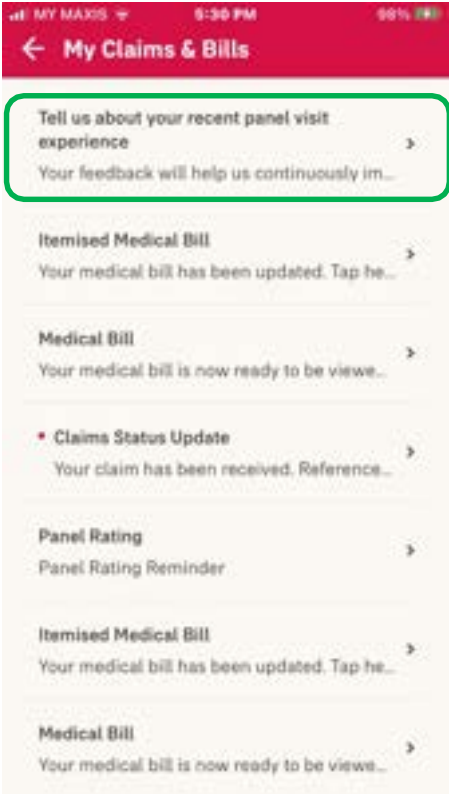 MY MAXIS
5:30 PM
98%
My Claims & Bills
Tell us about your recent panel visit
experience
Your feedback will help us continuously im...
Itemised Medical Bill
Your medical bill has been updated. Tap he...
Medical Bill
Your medical bill is now ready to be viewe...
Claims Status Update
Your claim has been received. Reference...
Panel Rating
Panel Rating Reminder
Itemised Medical Bill
Your medical bill has been updated. Tap he...
Medical Bill
Your medical bill is now ready to be viewe...